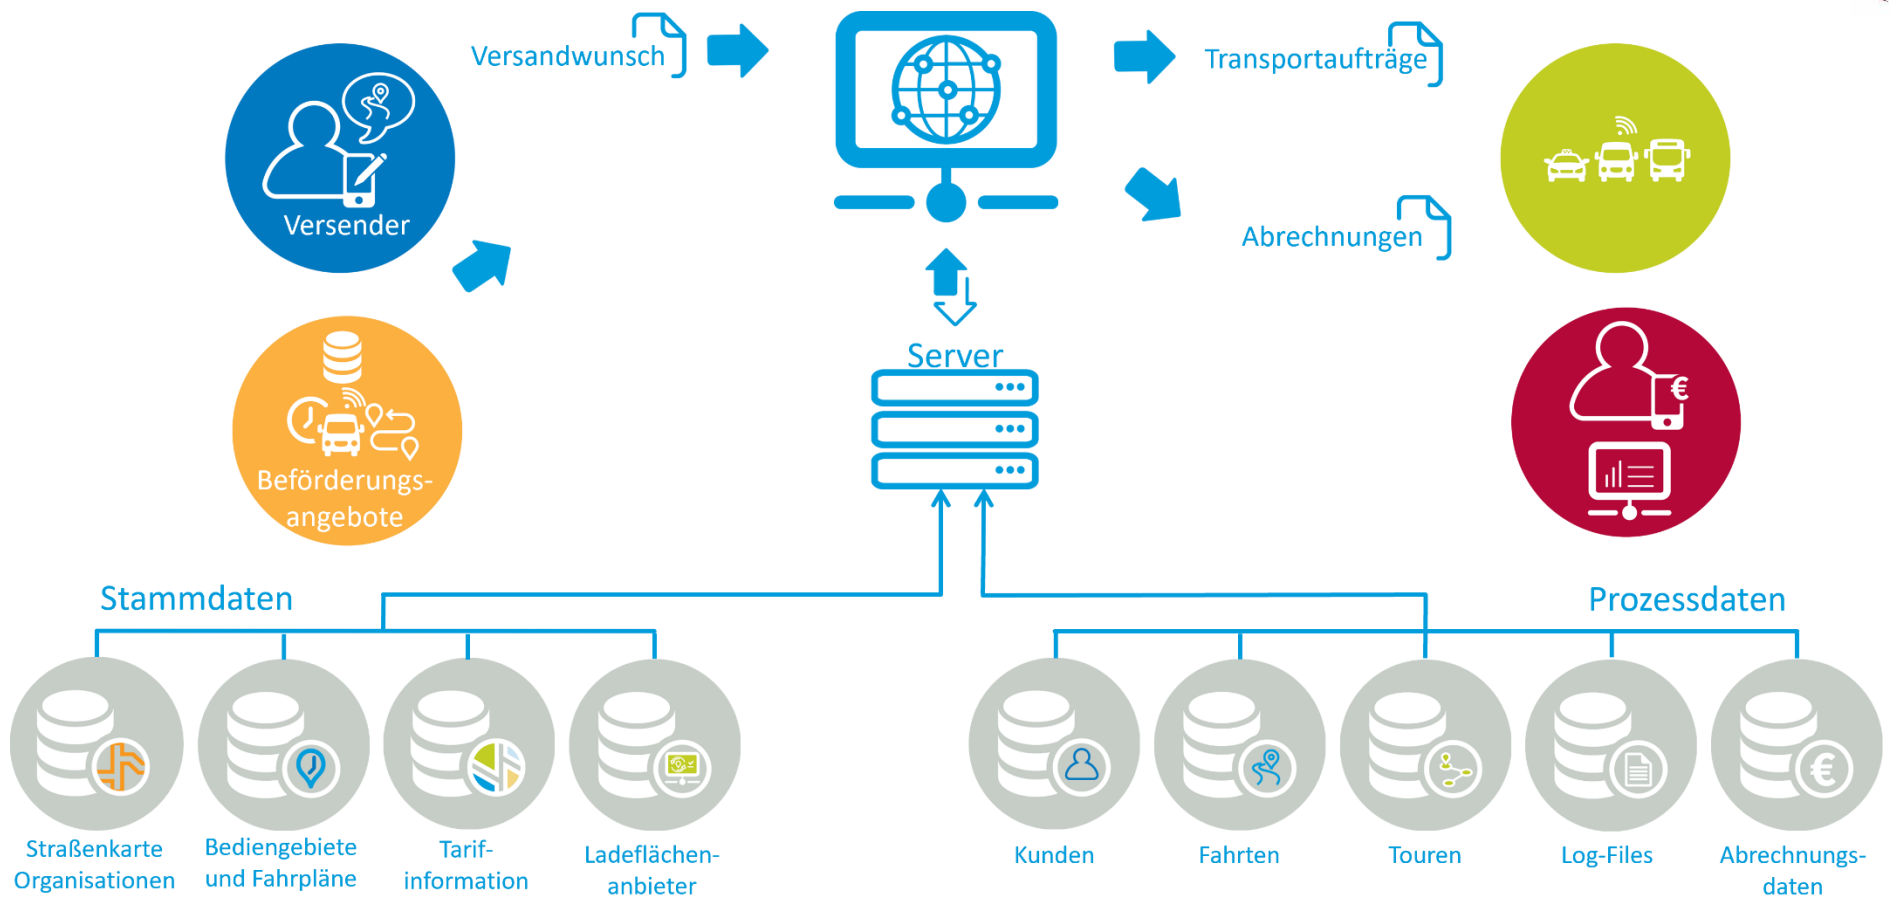 Versandwunsch
Transportaufträge
Versender
Abrechnungen
Server
Beförderungs-
angebote
Stammdaten
Prozessdaten
Straßenkarte
Organisationen
Bediengebiete
und Fahrpläne
Tarif-
information
Ladeflächen-
anbieter
Kunden
Fahrten
Touren
Log-Files
Abrechnungs-
daten